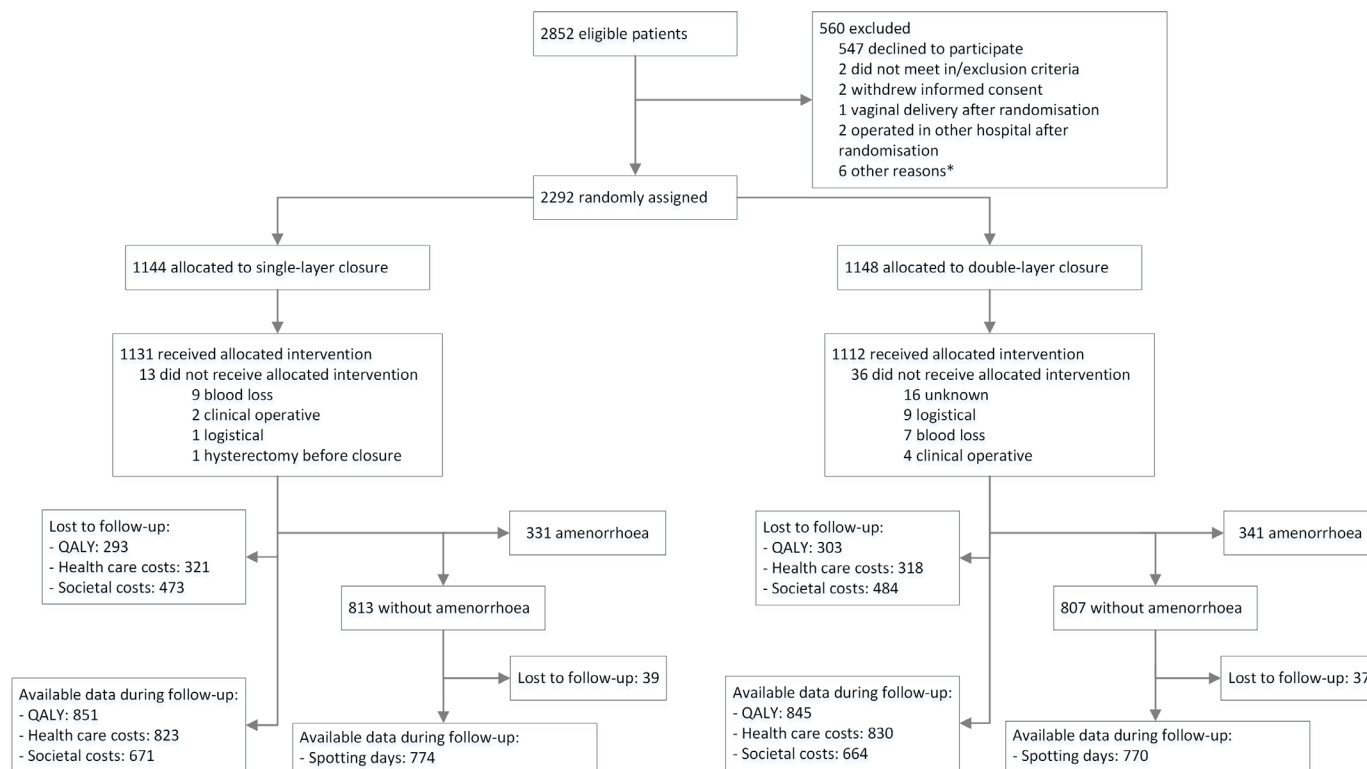 2852 eligible patients
560 excluded
547 declined to participate
2 did not meet in/exclusion criteria
2 withdrew informed consent
1 vaginal delivery after randomisation
2 operated in other hospital after
randomisation
6 other reasons*
2292 randomly assigned
1144 allocated to single-layer closure
1148 allocated to double-layer closure
1131 received allocated intervention
13 did not receive allocated intervention
9 blood loss
2 clinical operative
1 logistical
1 hysterectomy before closure
1112 received allocated intervention
36 did not receive allocated intervention
16 unknown
9 logistical
7 blood loss
4 clinical operative
Lost to follow-up:
- QALY: 293
- Health care costs: 321
- Societal costs: 473
331 amenorrhoea
813 without amenorrhoea
Lost to follow-up: 39
Available data during follow-up:
- QALY: 851
- Health care costs: 823
- Societal costs: 671
Available data during follow-up:
- Spotting days: 774
Lost to follow-up:
- QALY: 303
- Health care costs: 318
- Societal costs: 484
341 amenorrhoea
807 without amenorrhoea
Lost to follow-up: 37
Available data during follow-up:
- QALY: 845
- Health care costs: 830
- Societal costs: 664
Available data during follow-up:
- Spotting days: 770